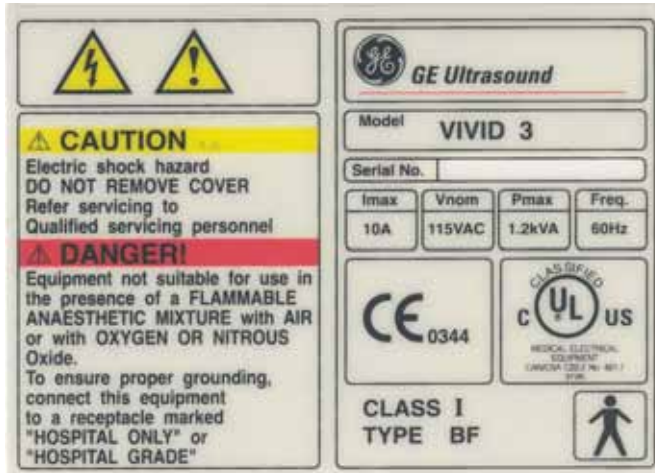 ⚠ CAUTION
Electric shock hazard
DO NOT REMOVE COVER
Refer servicing to
Qualified servicing personnel
⚠ DANGER!
Equipment not suitable for use in
the presence of a FLAMMABLE
ANAESTHETIC MIXTURE with AIR
or with OXYGEN OR NITROUS
Oxide.
To ensure proper grounding,
connect this equipment
to a receptacle marked
"HOSPITAL ONLY" or
"HOSPITAL GRADE"
GE Ultrasound
Model VIVID 3
Serial No.
Imax Vnom Pmax Freq.
10A 115VAC 1.2kVA 60Hz
CE 0344
CLASSIFIED
C UL US
MEDICAL ELECTRICAL
EQUIPMENT
CLASS I
TYPE BF